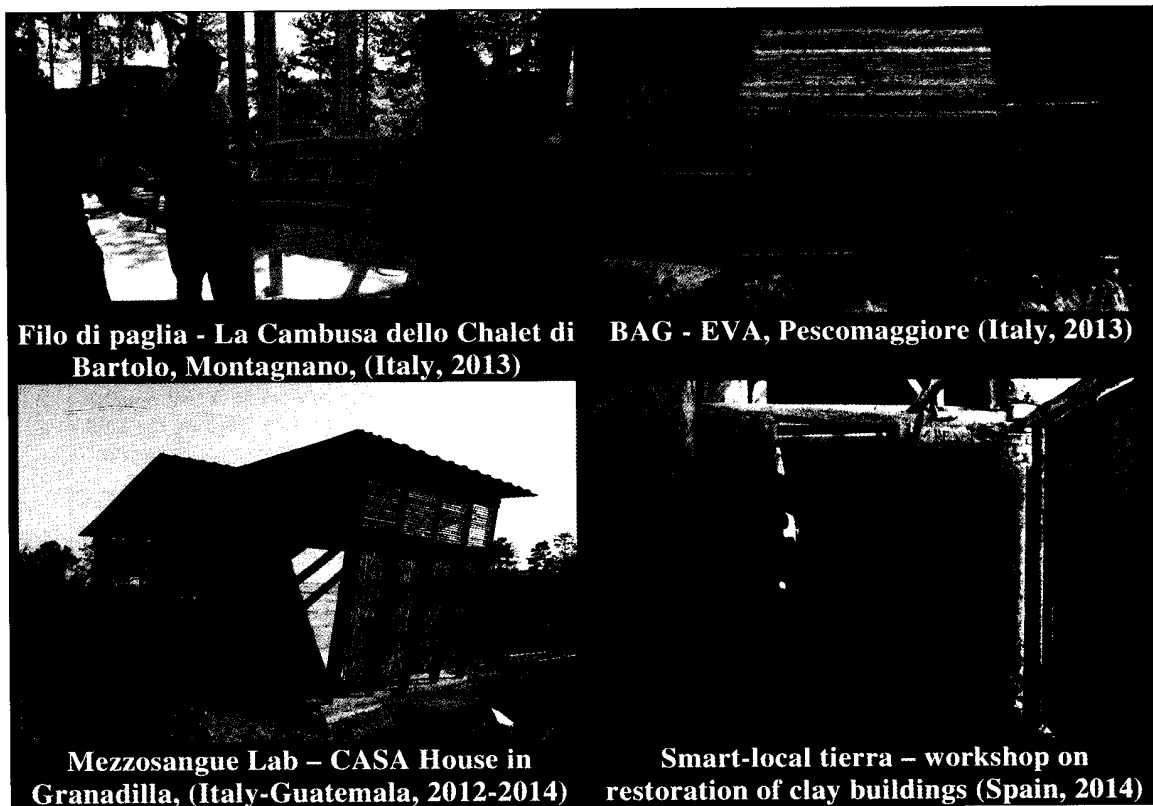 Filo di paglia - La Cambusa dello Chalet di
Bartolo, Montagnano, (Italy, 2013)
BAG - EVA, Pescomaggiore (Italy, 2013)
Mezzosangue Lab – CASA House in
Granadilla, (Italy-Guatemala, 2012-2014)
Smart-local tierra – workshop on
restoration of clay buildings (Spain, 2014)